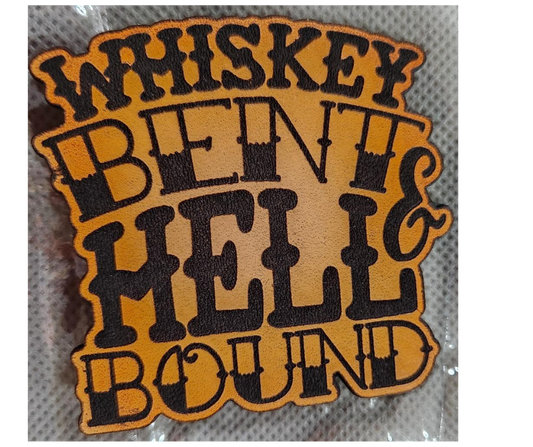 WHISKEY
BENT &
HELL
BOUND